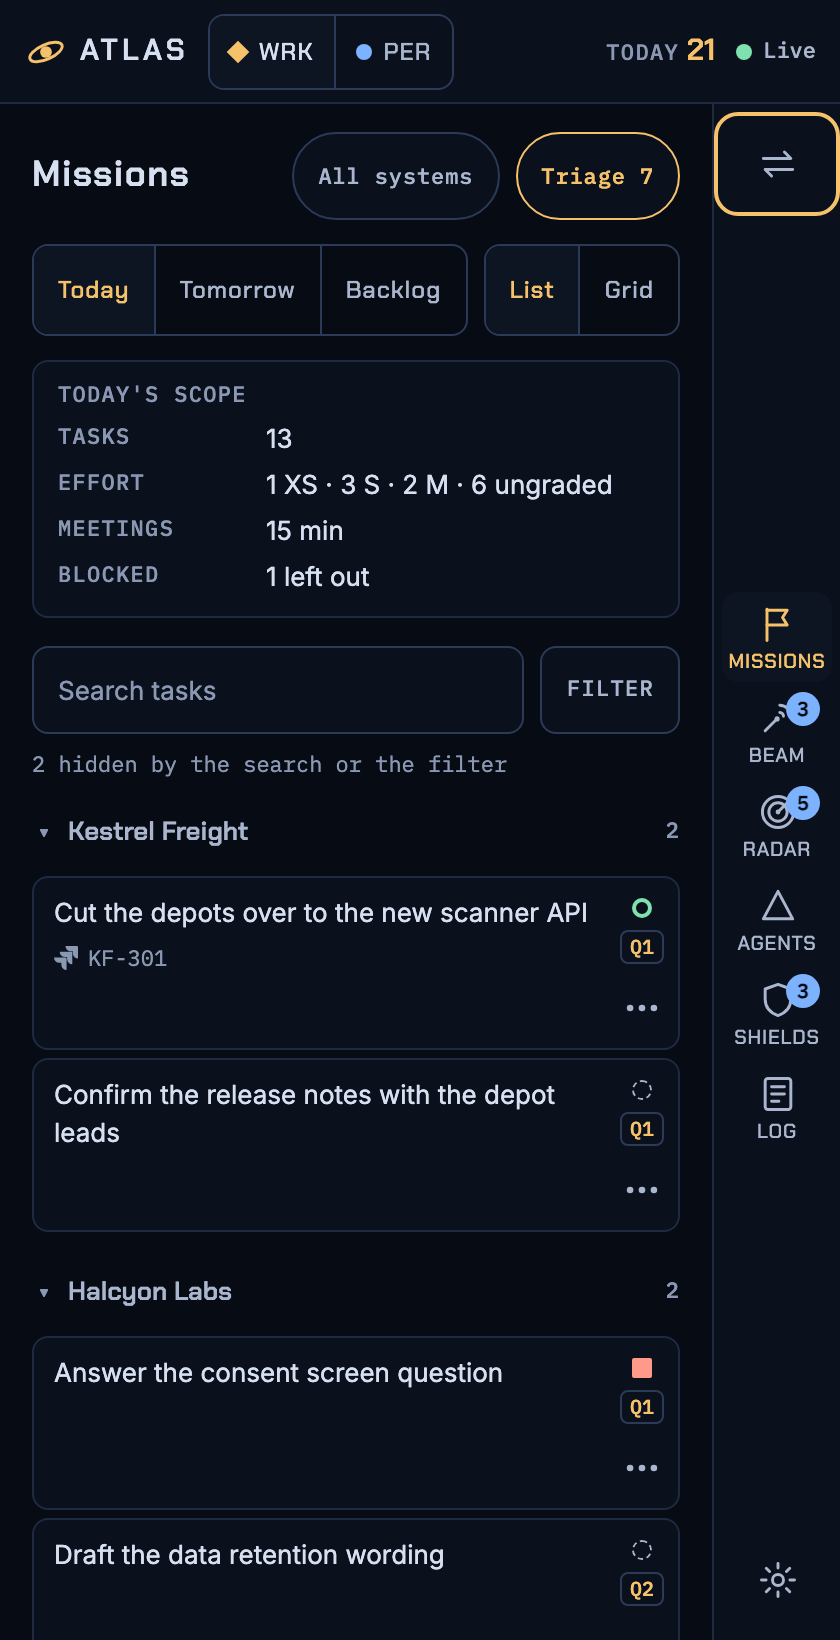 ATLAS
WRK
PER
TODAY 21
Live
Missions
All systems
Triage 7
Today
Tomorrow
Backlog
List
Grid
TODAY'S SCOPE
TASKS 13
EFFORT 1 XS · 3 S · 2 M · 6 ungraded
MEETINGS 15 min
BLOCKED 1 left out
Search tasks
FILTER
2 hidden by the search or the filter
Kestrel Freight 2
Cut the depots over to the new scanner API
Q1
KF-301
Confirm the release notes with the depot
leads
Q1
Halcyon Labs 2
Answer the consent screen question
Q1
Draft the data retention wording
Q2
MISSIONS
3
BEAM
5
RADAR
AGENTS
3
SHIELDS
LOG